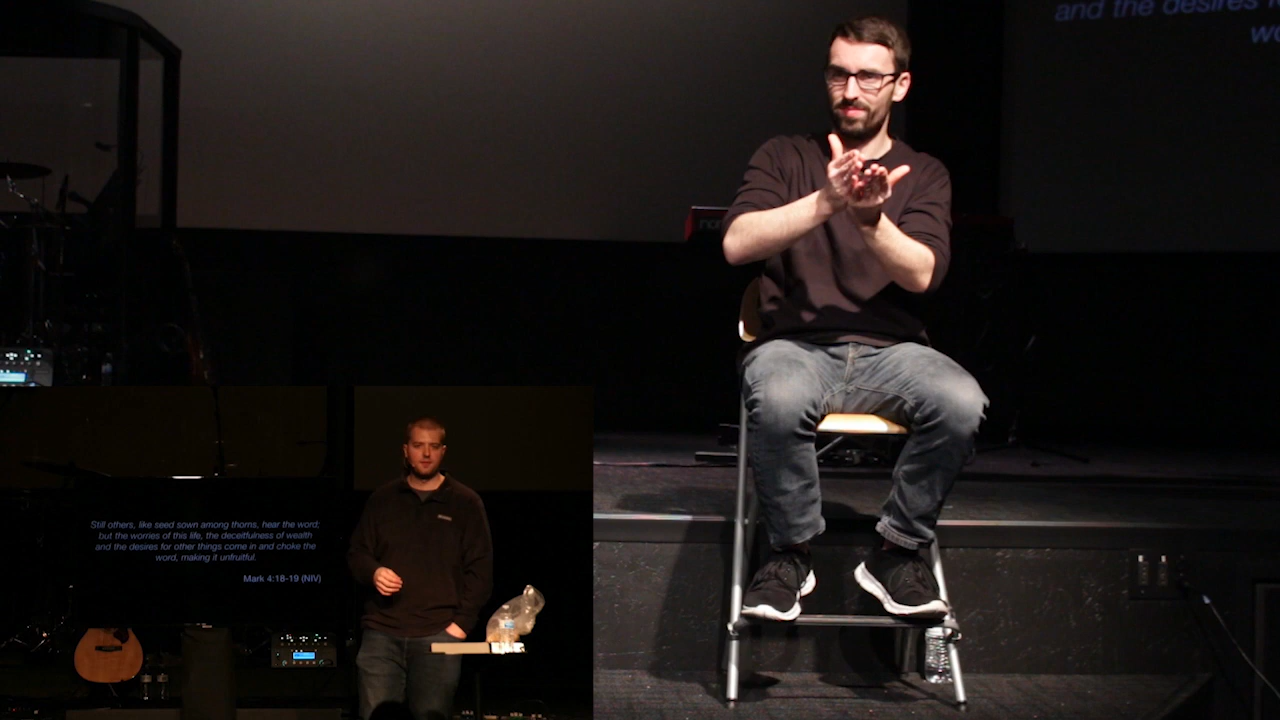 and the desires
we
Still others, like seed sown among thorns, hear the word;
but the worries of this life, the deceitfulness of wealth
and the desires for other things come in and choke the
word, making it unfruitful.
Mark 4:18-19 (NIV)